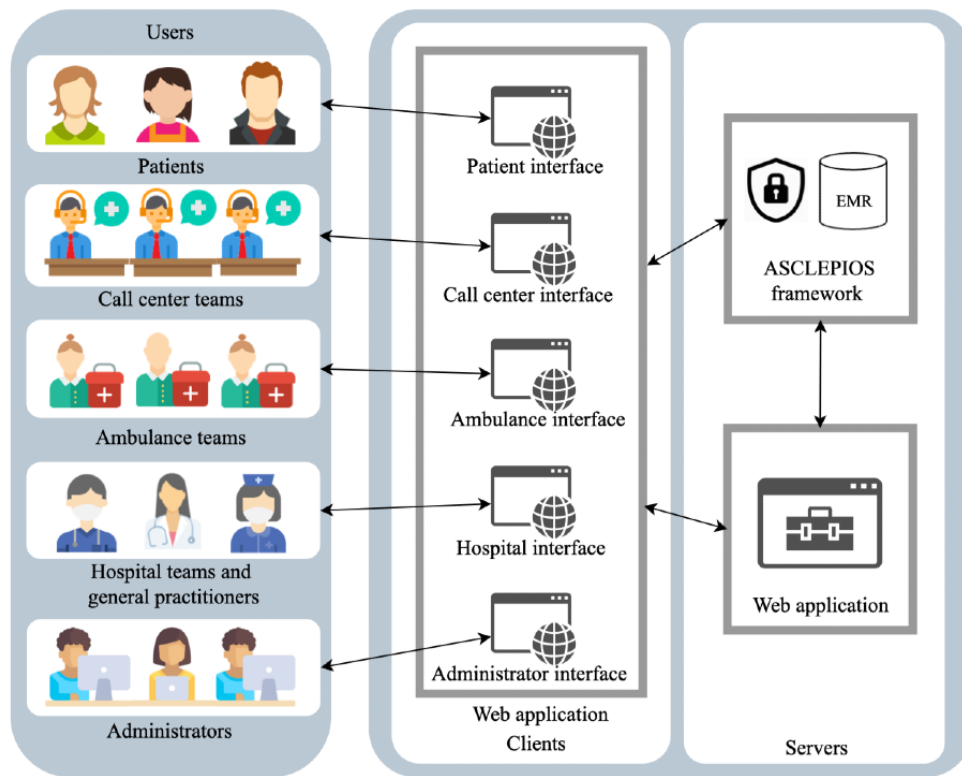 Users
Patients
Call center teams
Ambulance teams
Hospital teams and
general practitioners
Administrators
Patient interface
Call center interface
Ambulance interface
Hospital interface
Administrator interface
Web application
Clients
EMR
ASCLEPIOS
framework
Web application
Servers